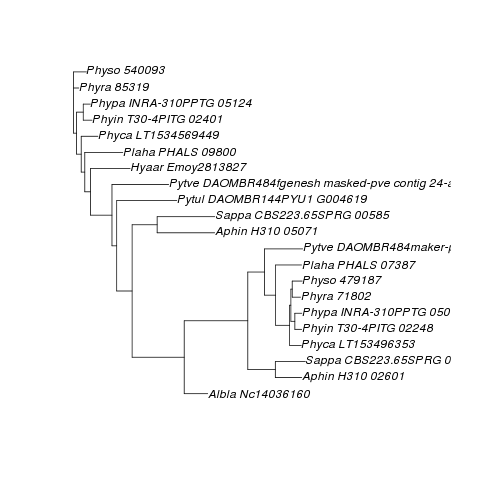 Physo 540093
Phyra 85319
Phypa INRA-310PPTG 05124
Phyin T30-4PITG 02401
Phyca LT1534569449
Plaha PHALS 09800
Hyaar Emoy2813827
Pytve DAOMBR484fgenesh masked-pve contig 24-
Pytul DAOMBR144PYU1 G004619
Sappa CBS223.65SPRG 00585
Aphin H310 05071
Pytve DAOMBR484maker-
Plaha PHALS 07387
Physo 479187
Phyra 71802
Phypa INRA-310PPTG 050
Phyin T30-4PITG 02248
Phyca LT153496353
Sappa CBS223.65SPRG 0
Aphin H310 02601
Albla Nc14036160